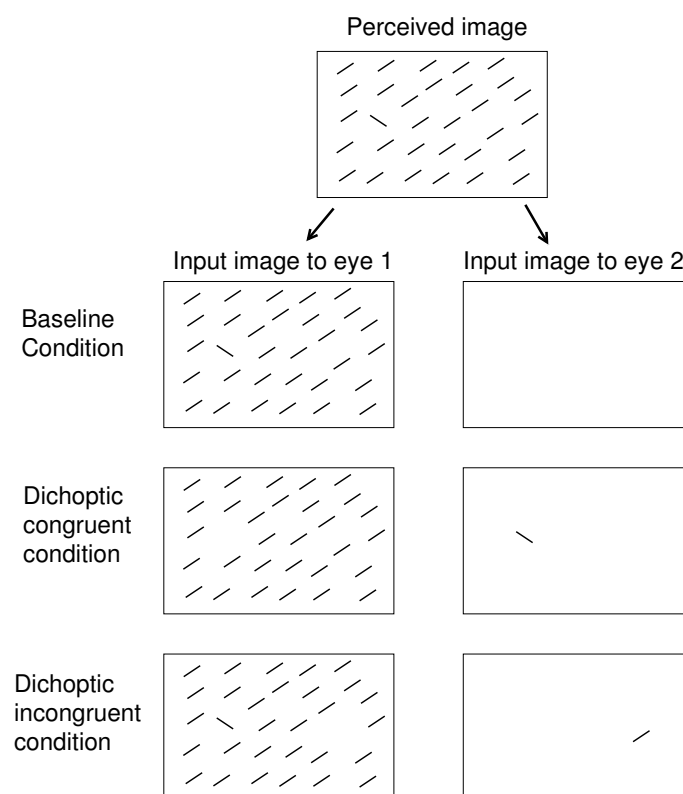 Perceived image
Input image to eye 1
Input image to eye 2
Baseline
Condition
Dichoptic
congruent
condition
Dichoptic
incongruent
condition